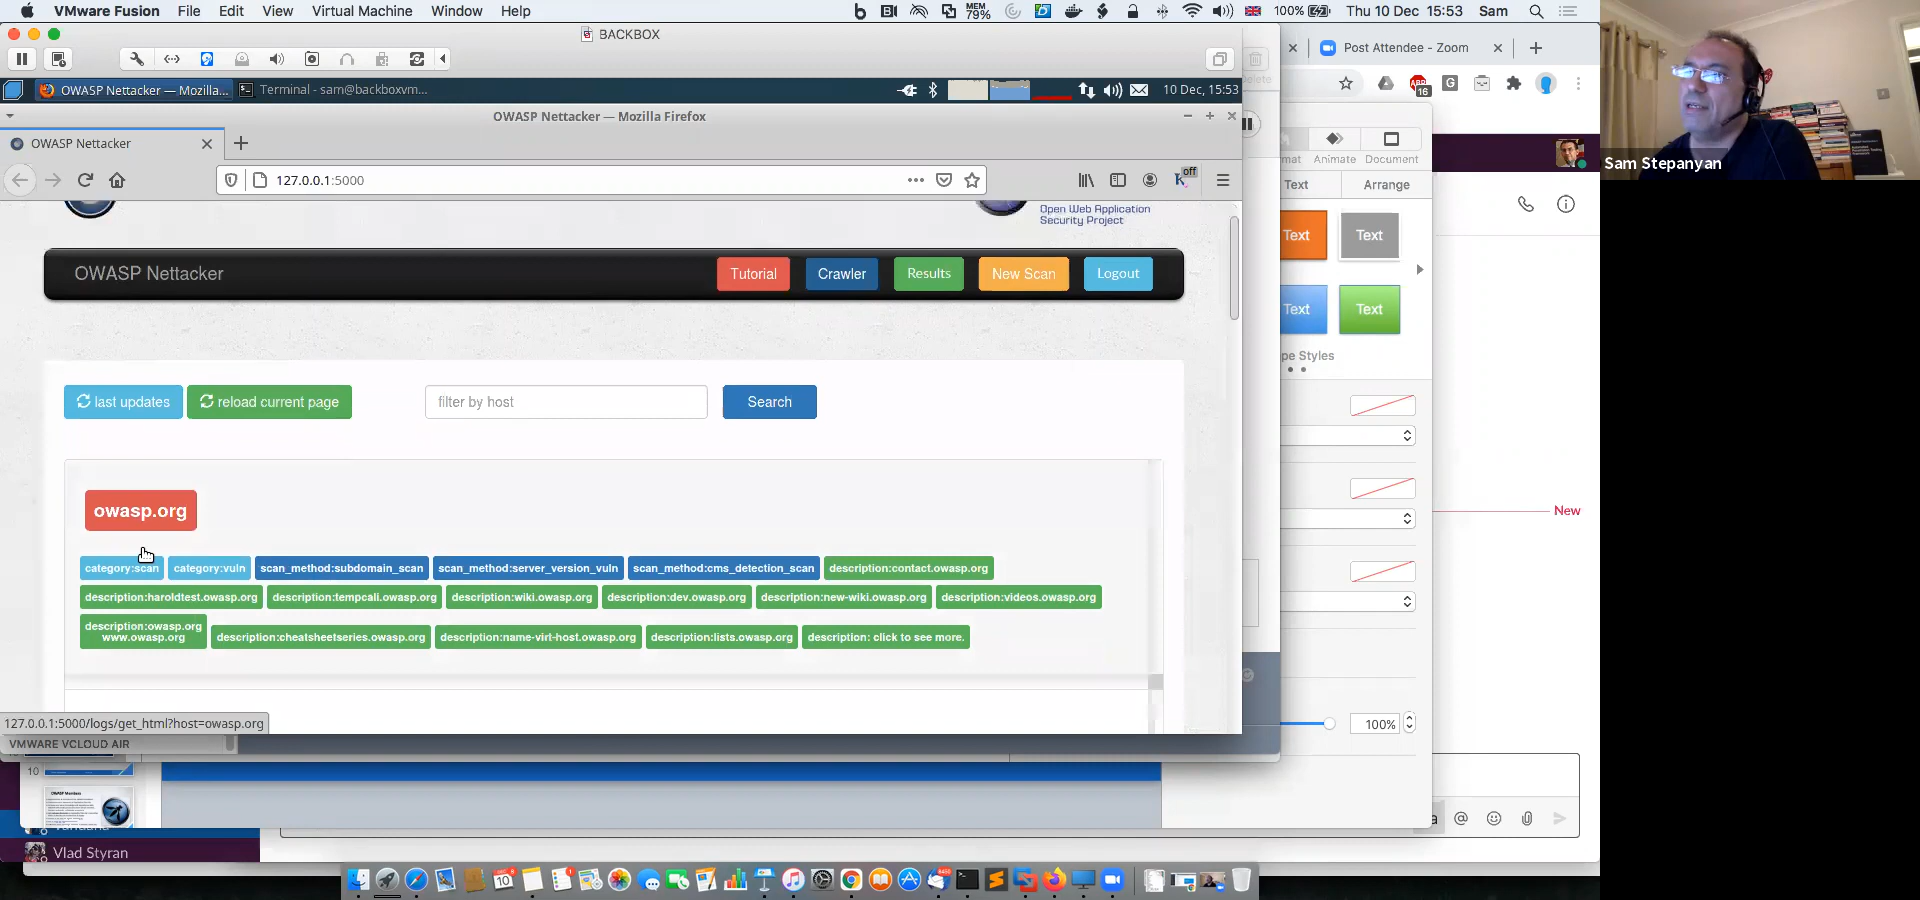 VMware Fusion File Edit View Virtual Machine Window Help
MEM 79% 100% Thu 10 Dec 15:53 Sam
BACKBOX
Post Attendee - Zoom
OWASP Nettacker — Mozilla...
Terminal - sam@backboxvm...
10 Dec, 15:53
OWASP Nettacker — Mozilla Firefox
OWASP Nettacker
127.0.0.1:5000
off
16
Animate
Document
Text
Arrange
Sam Stepanyan
Open Web Application
Security Project
OWASP Nettacker
Tutorial
Crawler
Results
New Scan
Logout
Text
Text
Text
Text
pe Styles
last updates
reload current page
filter by host
Search
owasp.org
New
category:scan category:vuln scan_method:subdomain_scan scan_method:server_version_vuln scan_method:cms_detection_scan description:contact.owasp.org
description:haroldtest.owasp.org description:tempcali.owasp.org description:wiki.owasp.org description:dev.owasp.org description:new-wiki.owasp.org description:videos.owasp.org
description:owasp.org
www.owasp.org
description:cheatsheetseries.owasp.org description:name-virt-host.owasp.org description:lists.owasp.org description: click to see more.
127.0.0.1:5000/logs/get_html?host=owasp.org
100%
VMWARE VCLOUD AIR
10
OWASP Members
Vlad Styran